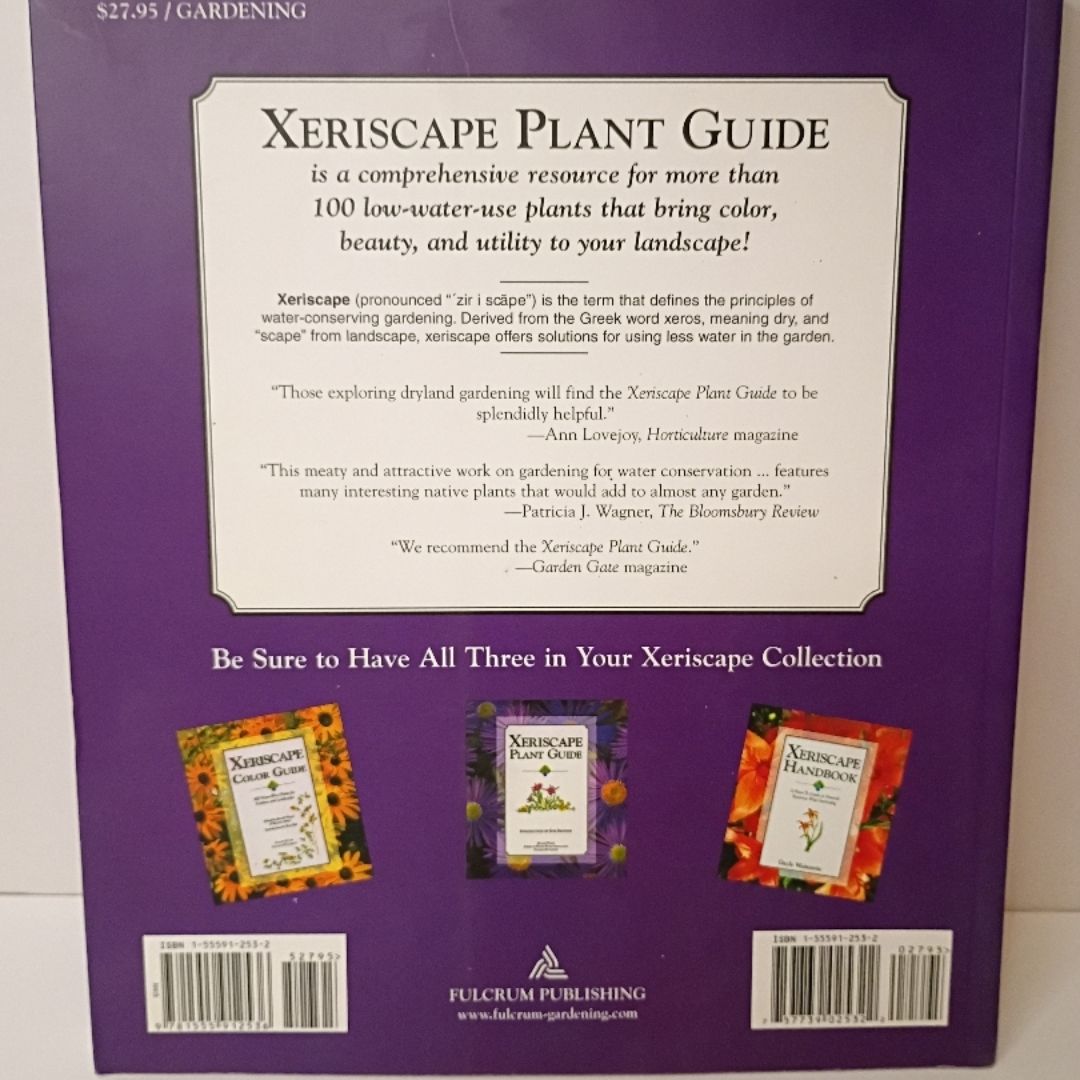 $27.95 / GARDENING
XERISCAPE PLANT GUIDE
is a comprehensive resource for more than
100 low-water-use plants that bring color,
beauty, and utility to your landscape!
Xeriscape (pronounced “´zir i scāpe”) is the term that defines the principles of
water-conserving gardening. Derived from the Greek word xeros, meaning dry, and
“scape” from landscape, xeriscape offers solutions for using less water in the garden.
“Those exploring dryland gardening will find the Xeriscape Plant Guide to be
splendidly helpful.”
—Ann Lovejoy, Horticulture magazine
“This meaty and attractive work on gardening for water conservation ... features
many interesting native plants that would add to almost any garden.”
—Patricia J. Wagner, The Bloomsbury Review
“We recommend the Xeriscape Plant Guide.”
—Garden Gate magazine
Be Sure to Have All Three in Your Xeriscape Collection
XERISCAPE
COLOR GUIDE
XERISCAPE
PLANT GUIDE
XERISCAPE
HANDBOOK
ISBN 1-55591-253-2
52795>
9 781555 912536
ISBN 1-55591-253-2
02795>
FULCRUM PUBLISHING
www.fulcrum-gardening.com